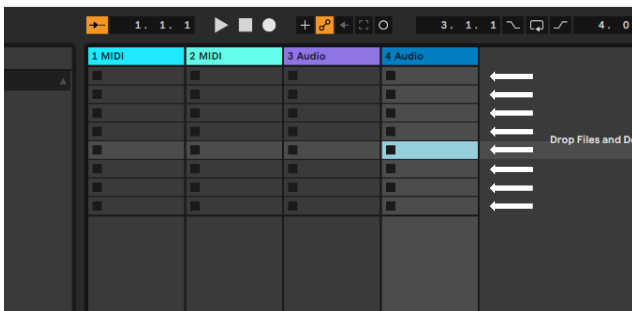 1. 1. 1 3. 1. 1 4. 0
1 MIDI 2 MIDI 3 Audio 4 Audio
Drop Files and D